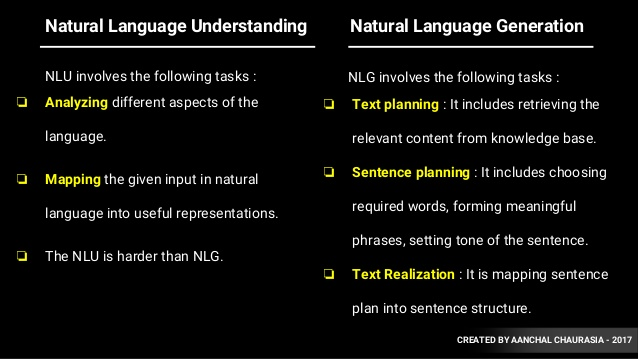 Natural Language Understanding
NLU involves the following tasks :
❏ Analyzing different aspects of the
language.
❏ Mapping the given input in natural
language into useful representations.
❏ The NLU is harder than NLG.
Natural Language Generation
NLG involves the following tasks :
❏ Text planning : It includes retrieving the
relevant content from knowledge base.
❏ Sentence planning : It includes choosing
required words, forming meaningful
phrases, setting tone of the sentence.
❏ Text Realization : It is mapping sentence
plan into sentence structure.
CREATED BY AANCHAL CHAURASIA - 2017